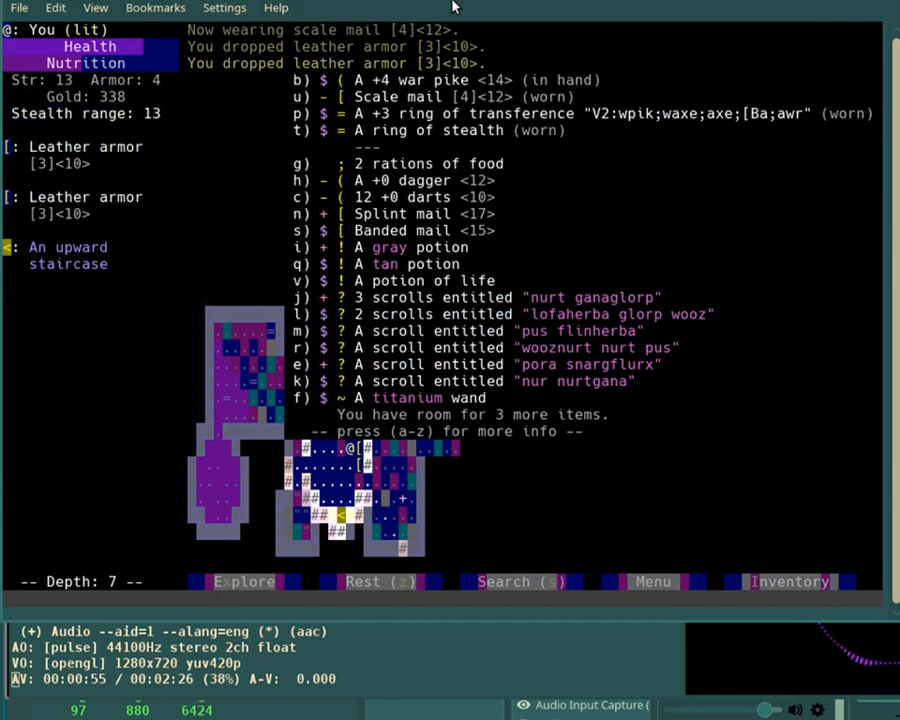 File Edit View Bookmarks Settings Help
@: You (lit)
Health
Nutrition
Str: 13 Armor: 4
Gold: 338
Stealth range: 13
[: Leather armor
[3]<10>
[: Leather armor
[3]<10>
<: An upward
staircase
-- Depth: 7 --
Now wearing scale mail [4]<12>.
You dropped leather armor [3]<10>.
You dropped leather armor [3]<10>.
b) $ ( A +4 war pike <14> (in hand)
u) - [ Scale mail [4]<12> (worn)
p) $ = A +3 ring of transference "V2:wpik;waxe;axe;[Ba;awr" (worn)
t) $ = A ring of stealth (worn)
---
g) ; 2 rations of food
h) - ( A +0 dagger <12>
c) - ( 12 +0 darts <10>
n) + [ Splint mail <17>
s) $ [ Banded mail <15>
i) + ! A gray potion
q) $ ! A tan potion
v) $ ! A potion of life
j) + ? 3 scrolls entitled "nurt ganaglorp"
l) $ ? 2 scrolls entitled "lofaherba glorp wooz"
m) $ ? A scroll entitled "pus flinherba"
r) $ ? A scroll entitled "wooznurt nurt pus"
e) + ? A scroll entitled "pora snargflurx"
k) $ ? A scroll entitled "nur nurtgana"
f) $ ~ A titanium wand
You have room for 3 more items.
-- press (a-z) for more info --
Explore Rest (z) Search (s) Menu Inventory
(+) Audio --aid=1 --alang=eng (*) (aac)
AO: [pulse] 44100Hz stereo 2ch float
VO: [opengl] 1280x720 yuv420p
AV: 00:00:55 / 00:02:26 (38%) A-V: 0.000
97 880 6424
Audio Input Capture (